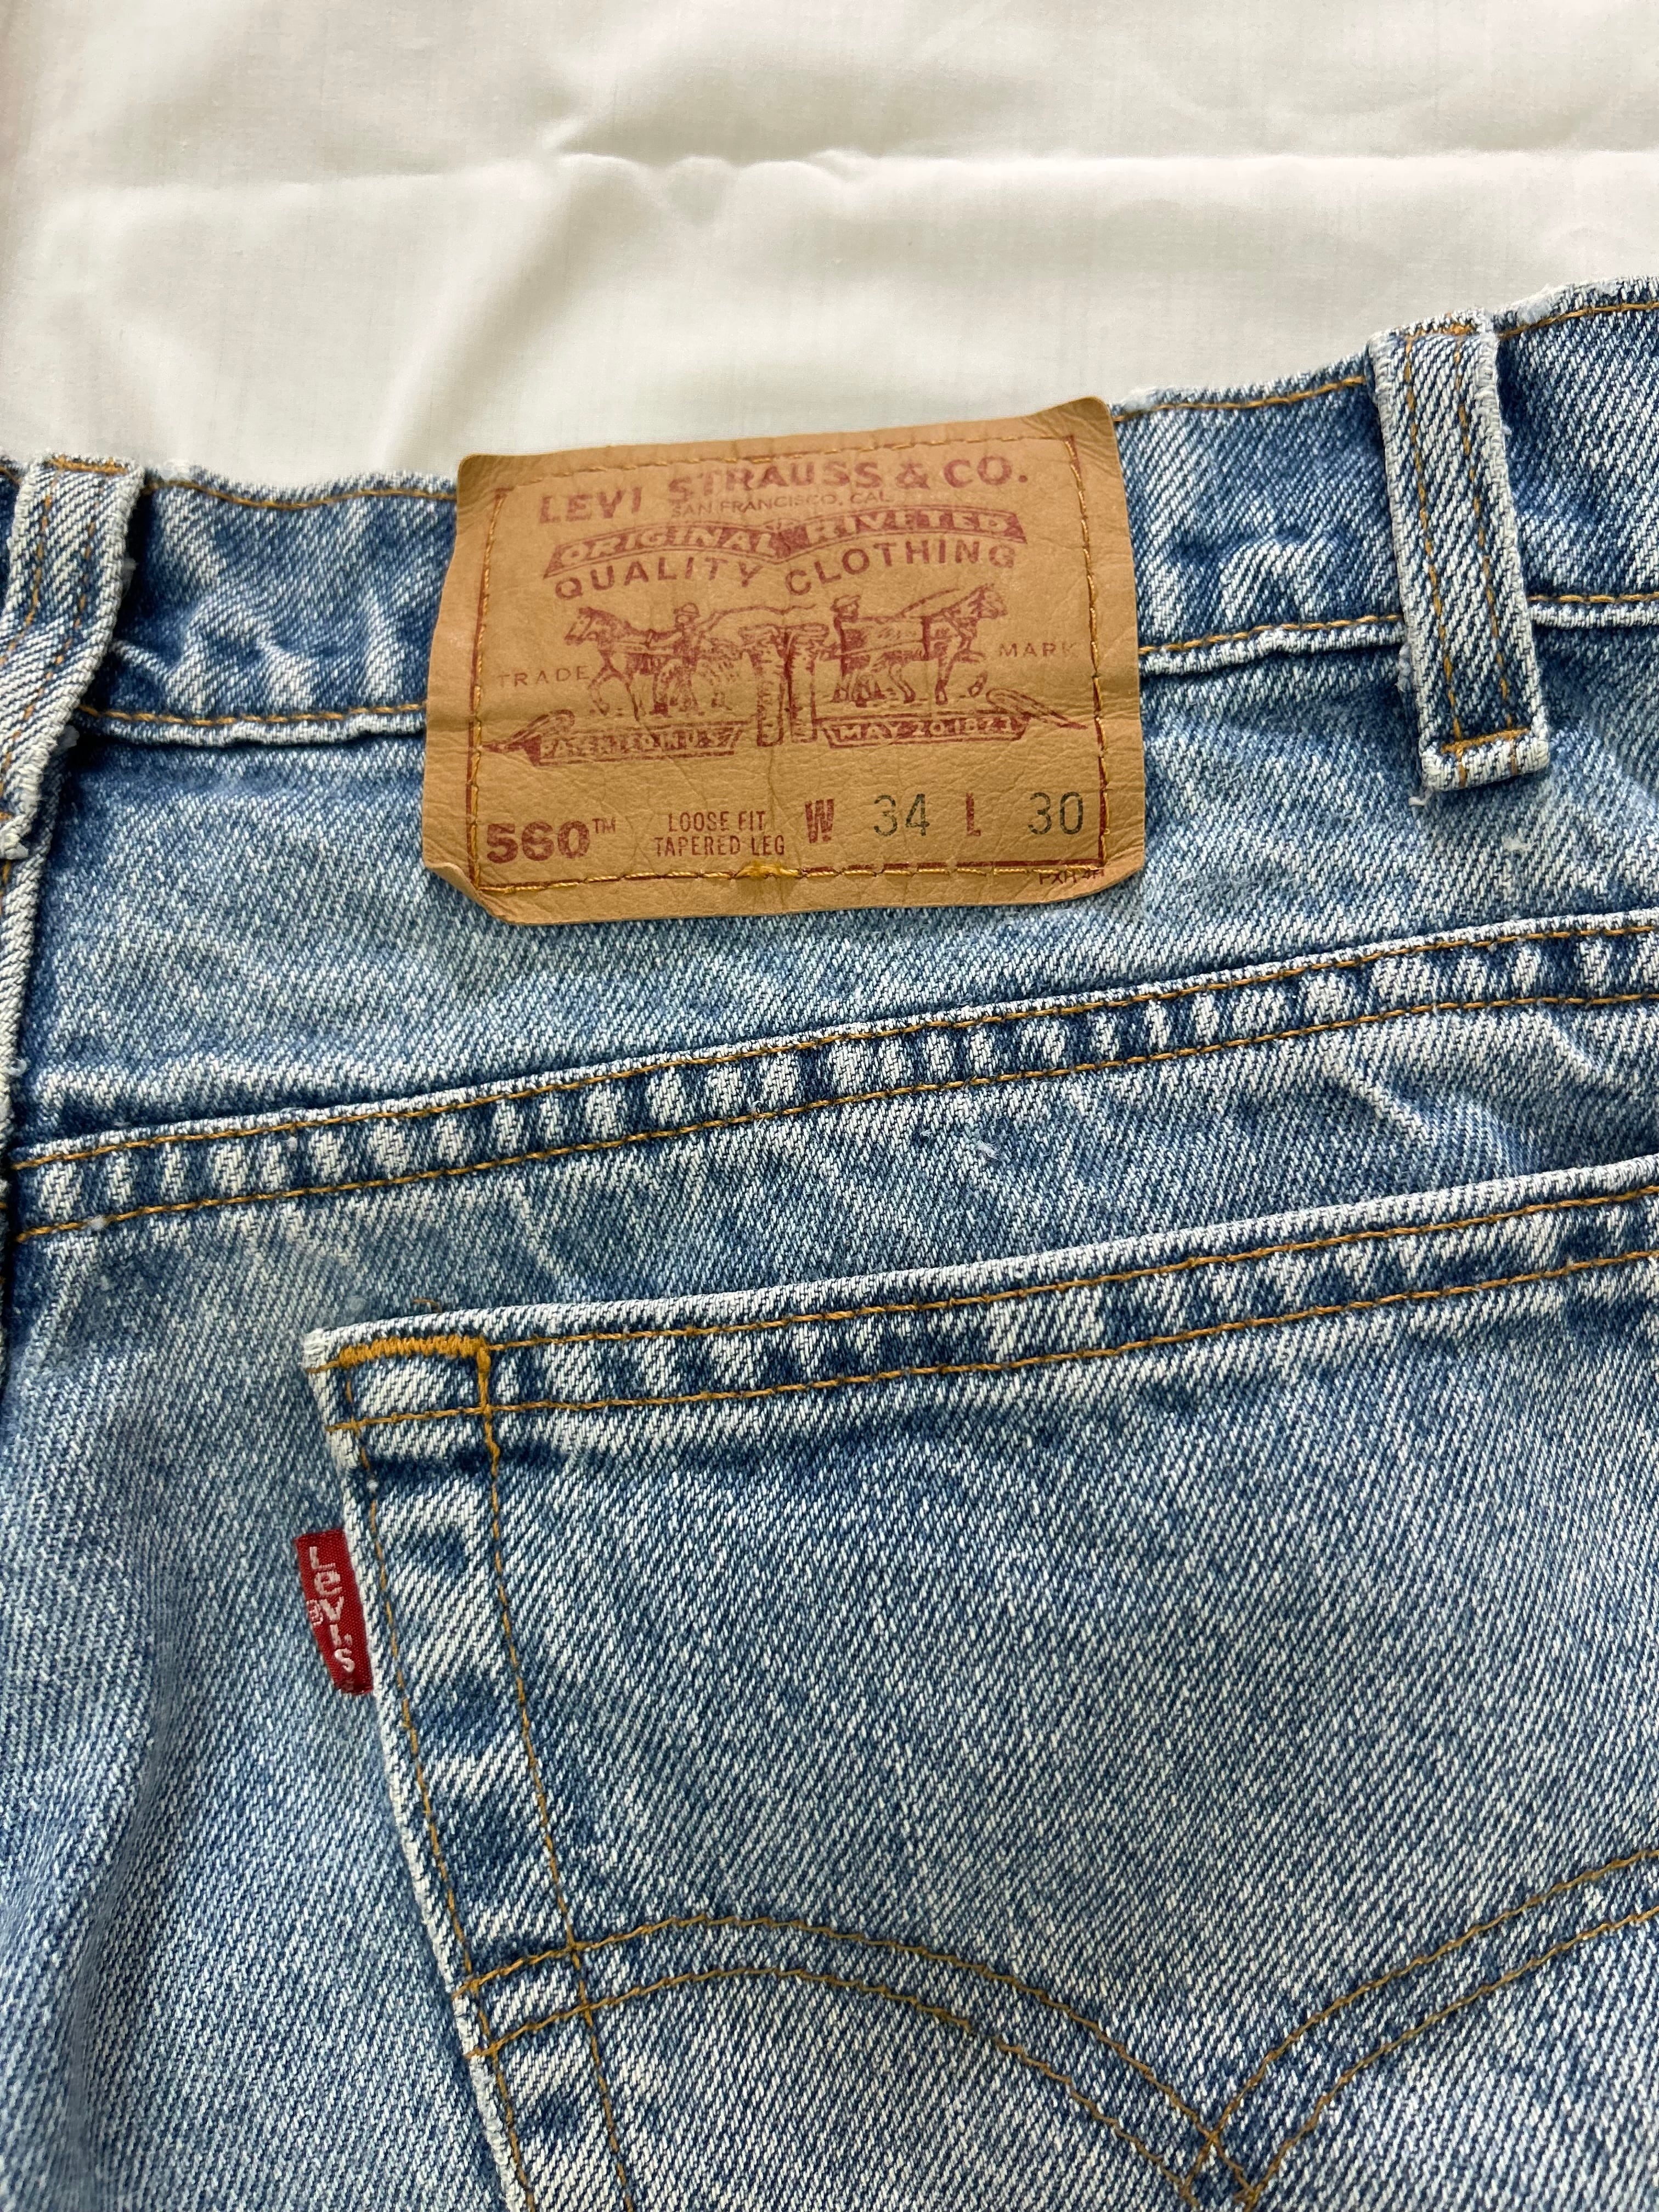 LEVI STRAUSS & CO.
SAN FRANCISCO, CAL
ORIGINAL RIVETED
QUALITY CLOTHING
TRADE MARK
PATENTED IN U S MAY 20 1873
560™ LOOSE FIT TAPERED LEG W 34 L 30
LEVI'S